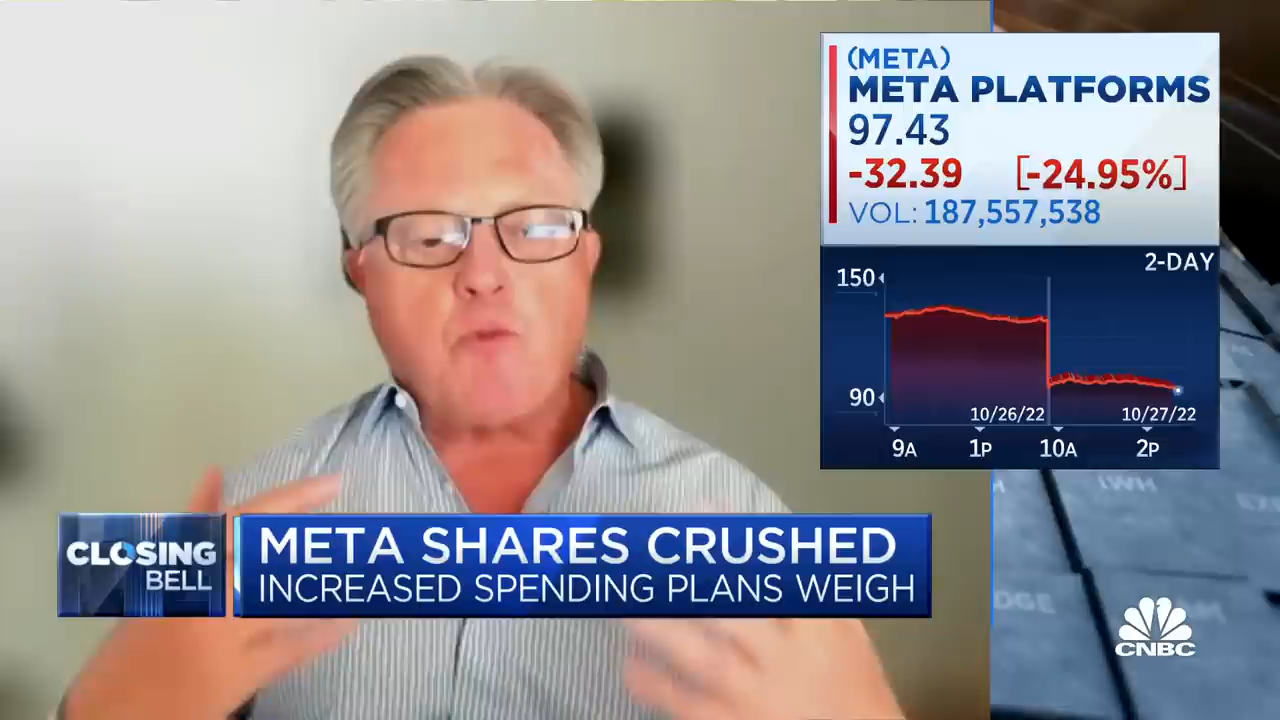 (META)
META PLATFORMS
97.43
-32.39 [-24.95%]
VOL: 187,557,538
2-DAY
150
90
10/26/22 10/27/22
9A 1P 10A 2P
CLOSING
BELL
META SHARES CRUSHED
INCREASED SPENDING PLANS WEIGH
CNBC